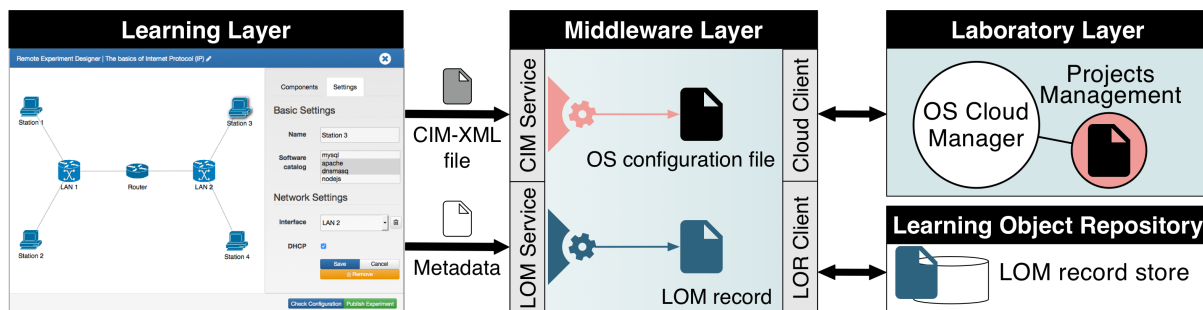 Learning Layer
Remote Experiment Designer | The basics of Internet Protocol (IP)
Station 1
Station 3
LAN 1
Router
LAN 2
Station 2
Station 4
Components
Settings
Basic Settings
Name
Station 3
Software
catalog
mysql
apache
dnsmasq
nodejs
Network Settings
Interface
LAN 2
DHCP
Save
Cancel
Remove
Check Configuration
Publish Experiment
CIM-XML
file
Metadata
Middleware Layer
CIM Service
LOM Service
OS configuration file
LOM record
Cloud Client
LOR Client
Laboratory Layer
OS Cloud
Manager
Projects
Management
Learning Object Repository
LOM record store